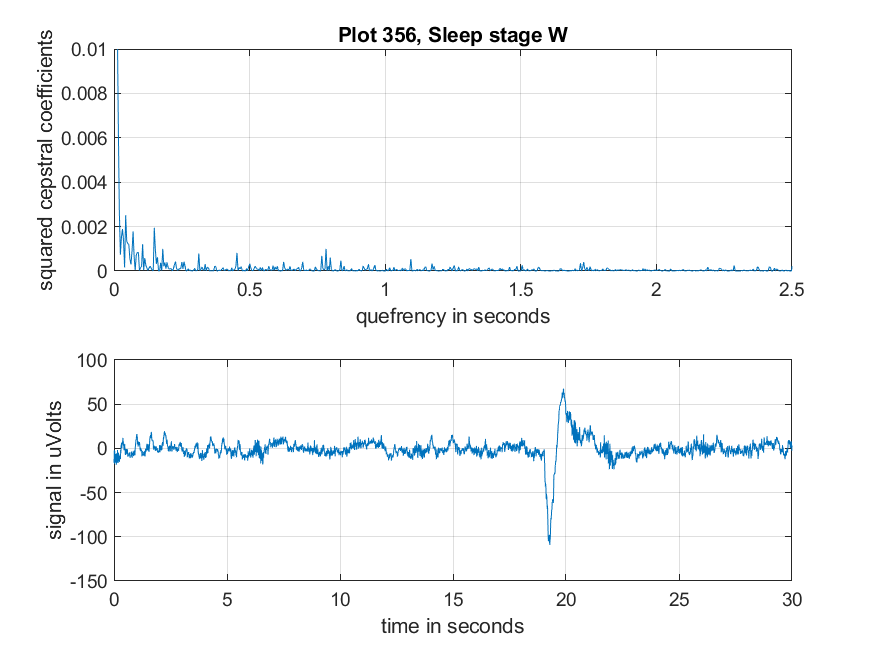 Plot 356, Sleep stage W
squared cepstral coefficients
0.01
0.008
0.006
0.004
0.002
0
0 0.5 1 1.5 2 2.5
quefrency in seconds
signal in uVolts
100
50
0
-50
-100
-150
0 5 10 15 20 25 30
time in seconds